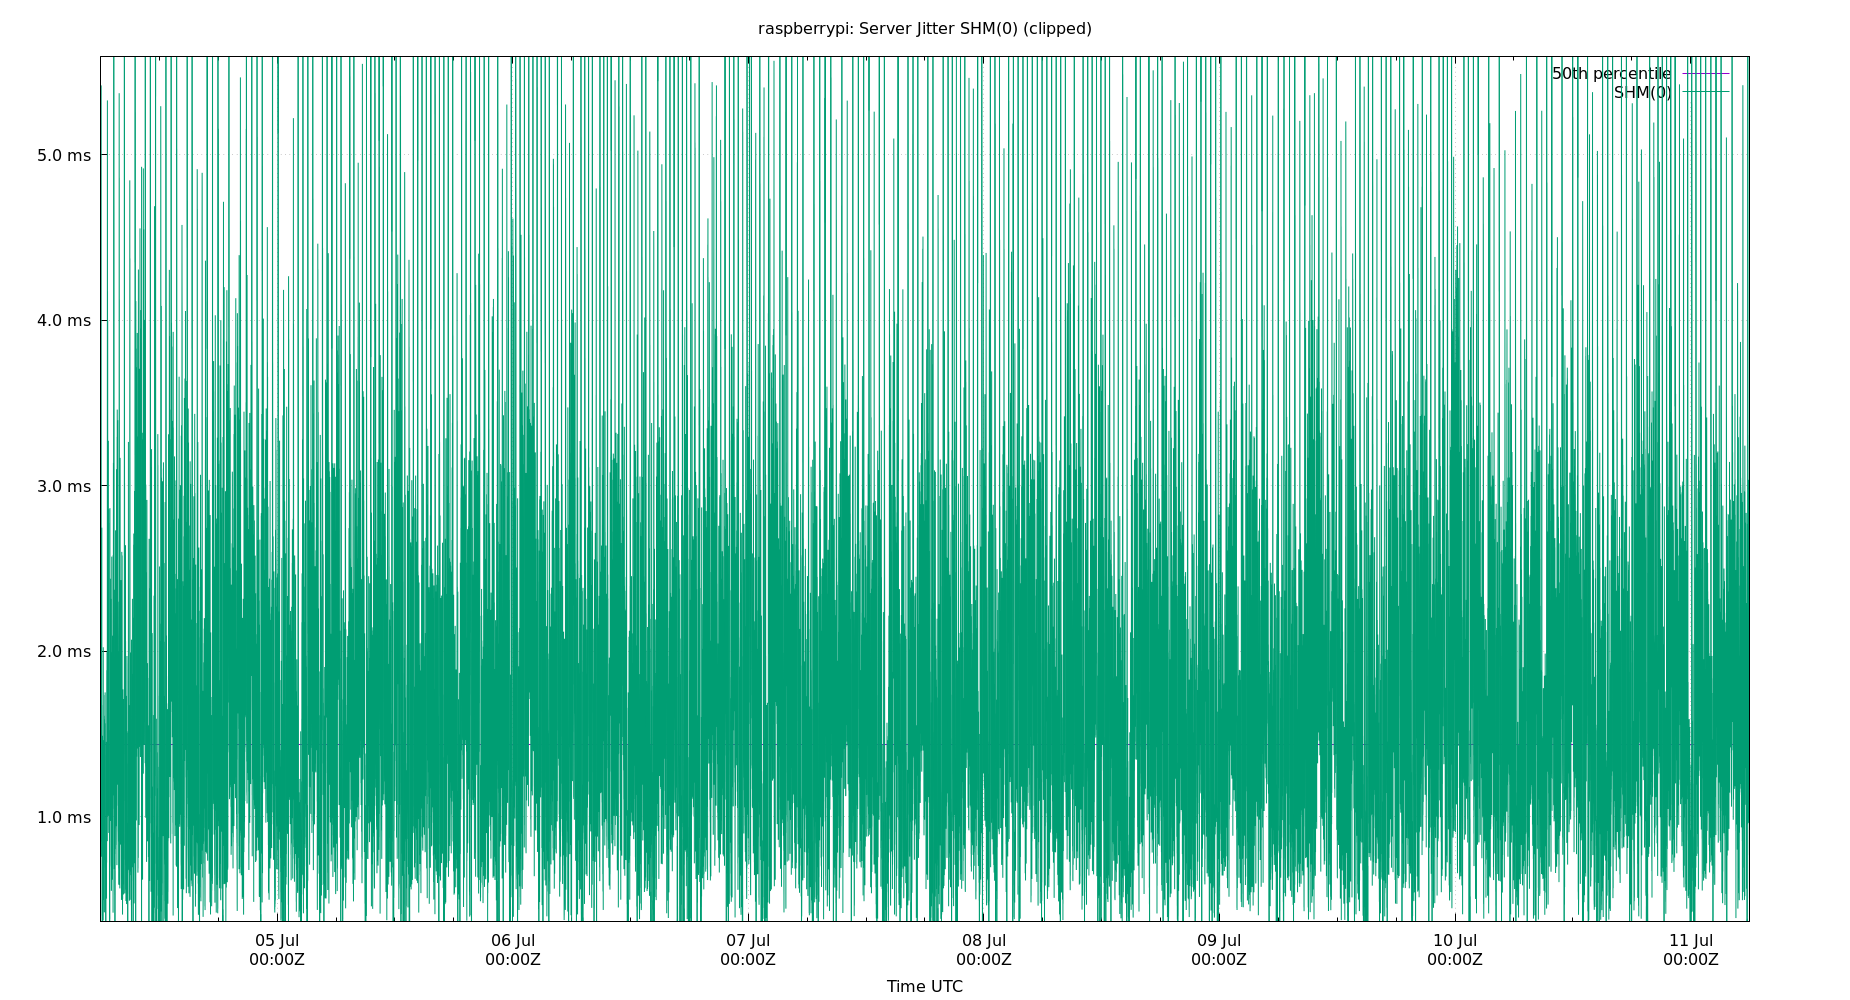 raspberrypi: Server Jitter SHM(0) (clipped)
50th percentile
SHM(0)
5.0 ms
4.0 ms
3.0 ms
2.0 ms
1.0 ms
05 Jul 06 Jul 07 Jul 08 Jul 09 Jul 10 Jul 11 Jul
00:00Z 00:00Z 00:00Z 00:00Z 00:00Z 00:00Z 00:00Z
Time UTC